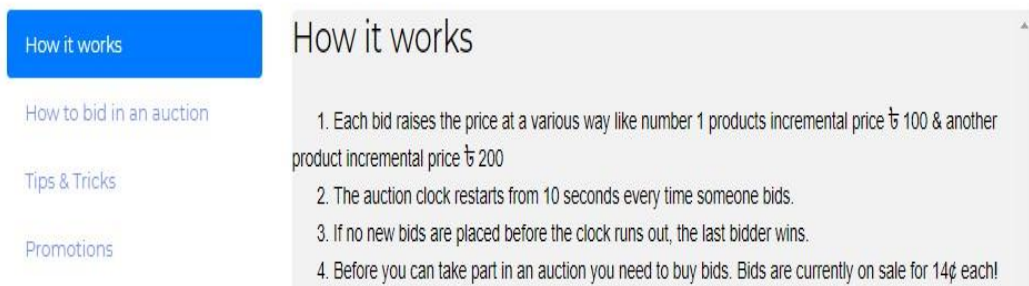 How it works
How to bid in an auction
Tips & Tricks
Promotions
How it works
1. Each bid raises the price at a various way like number 1 products incremental price ৳ 100 & another
product incremental price ৳ 200
2. The auction clock restarts from 10 seconds every time someone bids.
3. If no new bids are placed before the clock runs out, the last bidder wins.
4. Before you can take part in an auction you need to buy bids. Bids are currently on sale for 14¢ each!